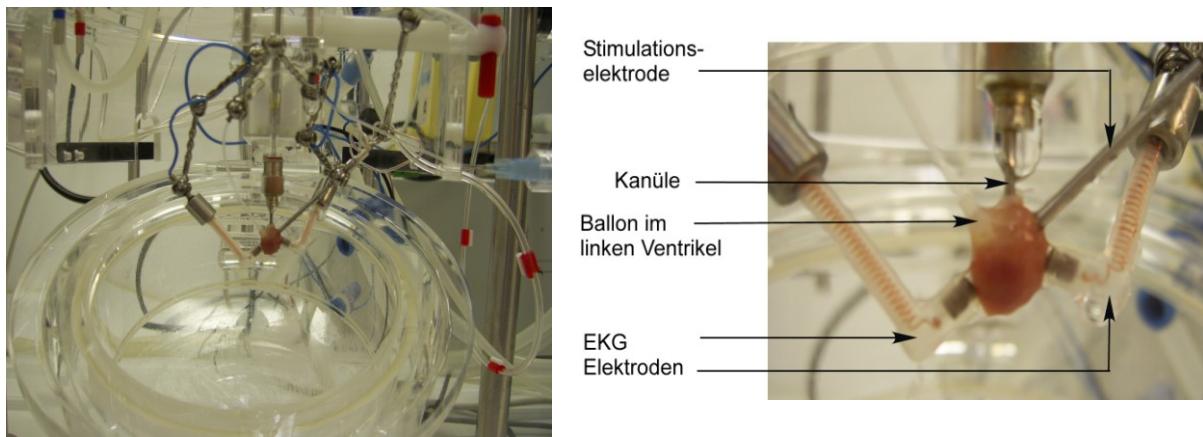 Stimulations-
elektrode
Kanüle
Ballon im
linken Ventrikel
EKG
Elektroden